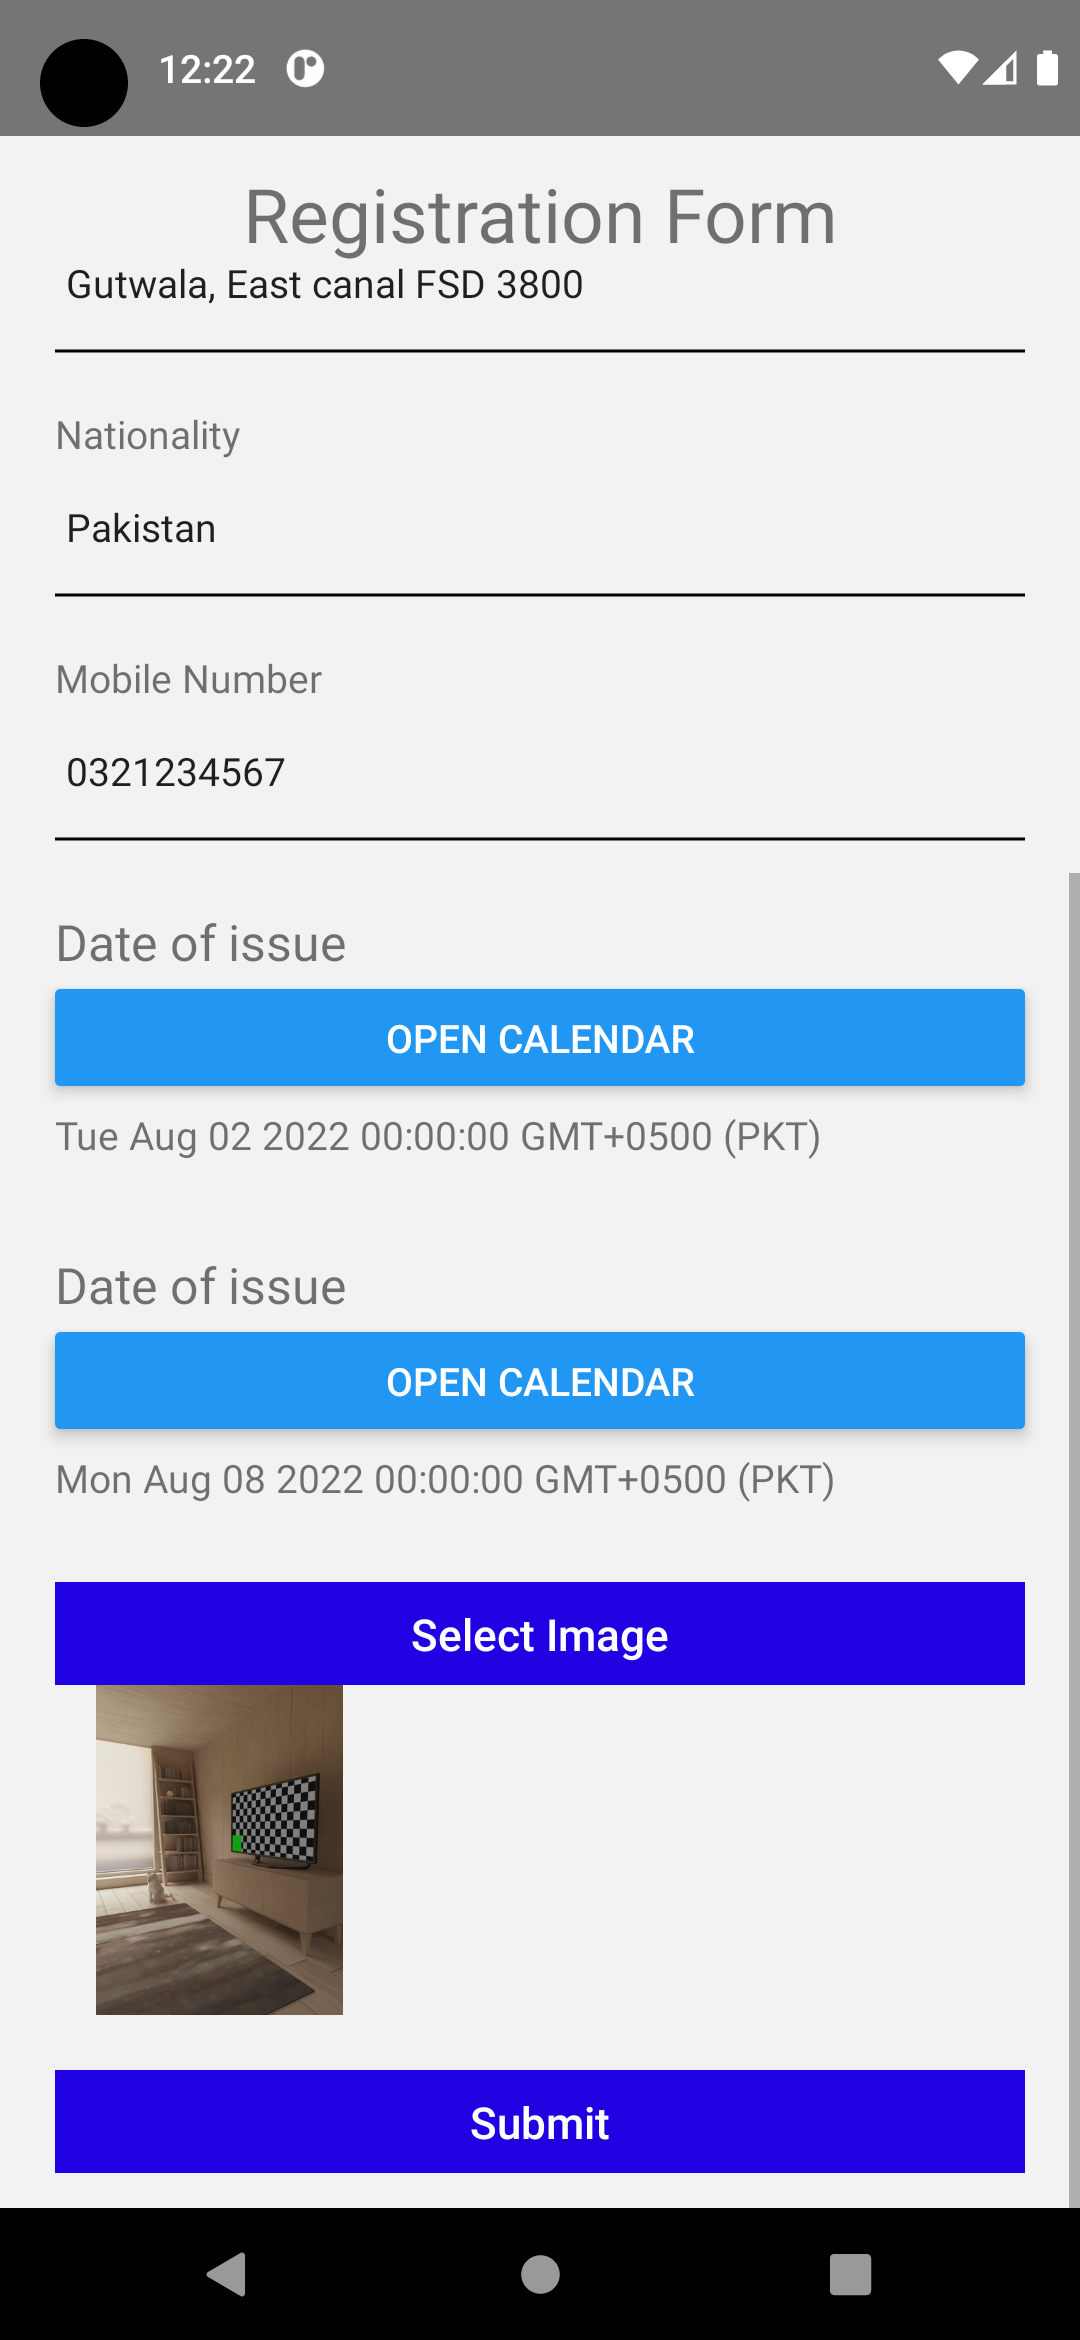 12:22
Registration Form
Gutwala, East canal FSD 3800
Nationality
Pakistan
Mobile Number
0321234567
Date of issue
OPEN CALENDAR
Tue Aug 02 2022 00:00:00 GMT+0500 (PKT)
Date of issue
OPEN CALENDAR
Mon Aug 08 2022 00:00:00 GMT+0500 (PKT)
Select Image
Submit